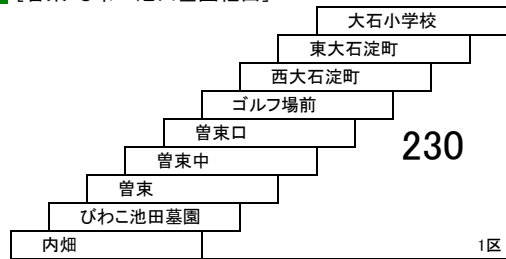 大石小学校
東大石淀町
西大石淀町
ゴルフ場前
曽束口
230
曽束中
曽束
びわこ池田墓園
内畑
1区